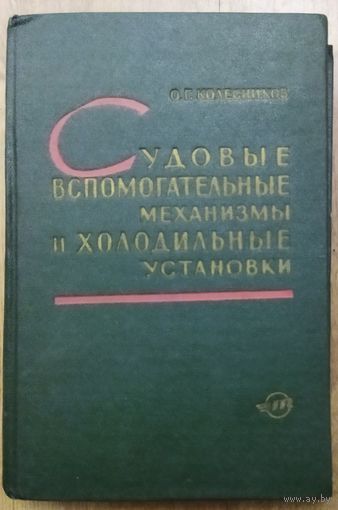 О.Г. КОЛЕСНИКОВ
СУДОВЫЕ
ВСПОМОГАТЕЛЬНЫЕ
МЕХАНИЗМЫ
И ХОЛОДИЛЬНЫЕ
УСТАНОВКИ
www.ay.by